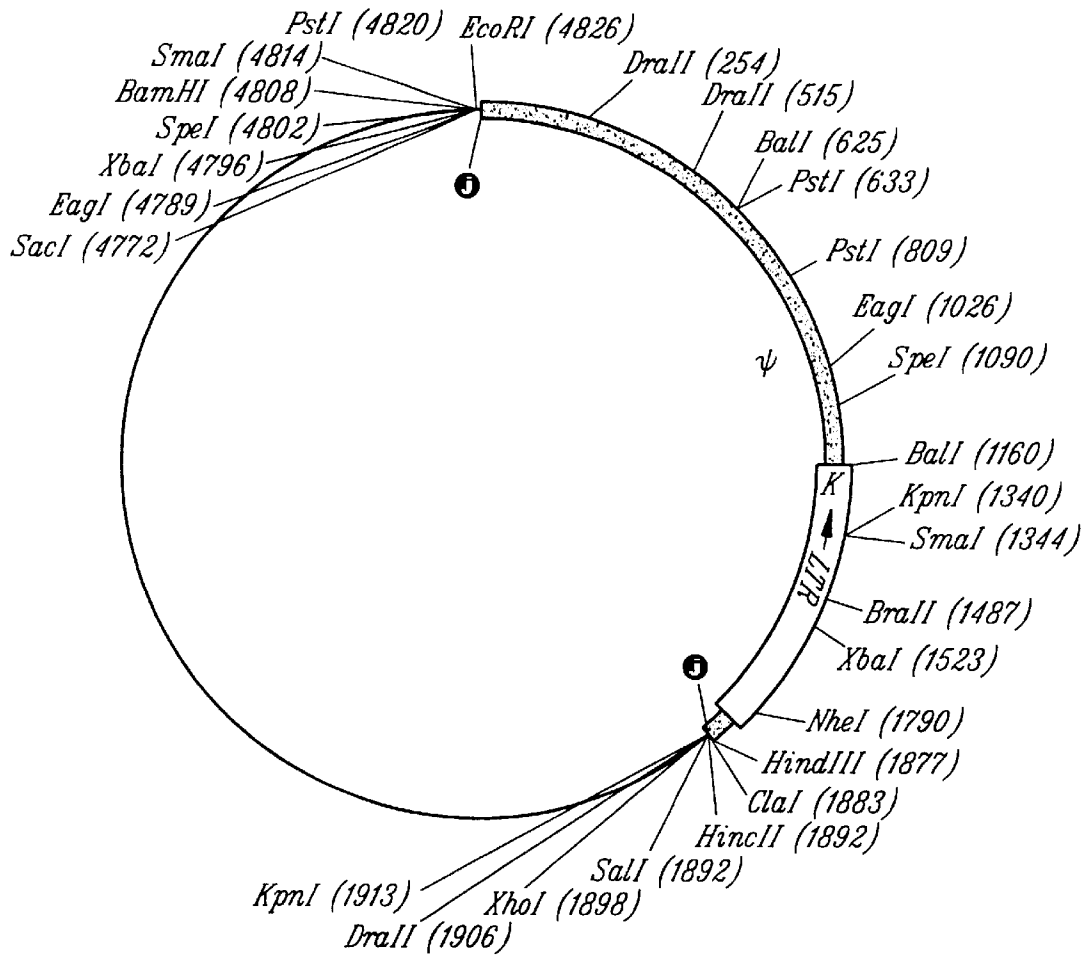 PstI (4820)
EcoRI (4826)
SmaI (4814)
BamHI (4808)
SpeI (4802)
XbaI (4796)
EagI (4789)
SacI (4772)
j
DraII (254)
DraII (515)
BalI (625)
PstI (633)
PstI (809)
EagI (1026)
SpeI (1090)
ψ
BalI (1160)
K
KpnI (1340)
SmaI (1344)
LTR
BraII (1487)
XbaI (1523)
j
NheI (1790)
HindIII (1877)
ClaI (1883)
HincII (1892)
SalI (1892)
XhoI (1898)
KpnI (1913)
DraII (1906)